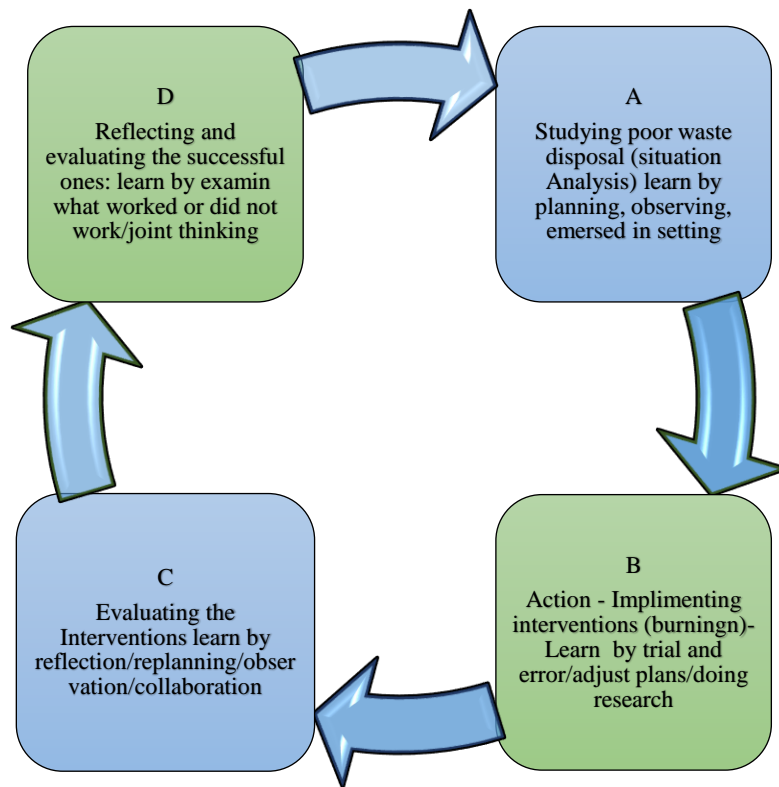 D
Reflecting and
evaluating the successful
ones: learn by examin
what worked or did not
work/joint thinking
A
Studying poor waste
disposal (situation
Analysis) learn by
planning, observing,
emersed in setting
C
Evaluating the
Interventions learn by
reflection/replanning/obser
vation/collaboration
B
Action - Implimenting
interventions (burningn)-
Learn  by trial and
error/adjust plans/doing
research